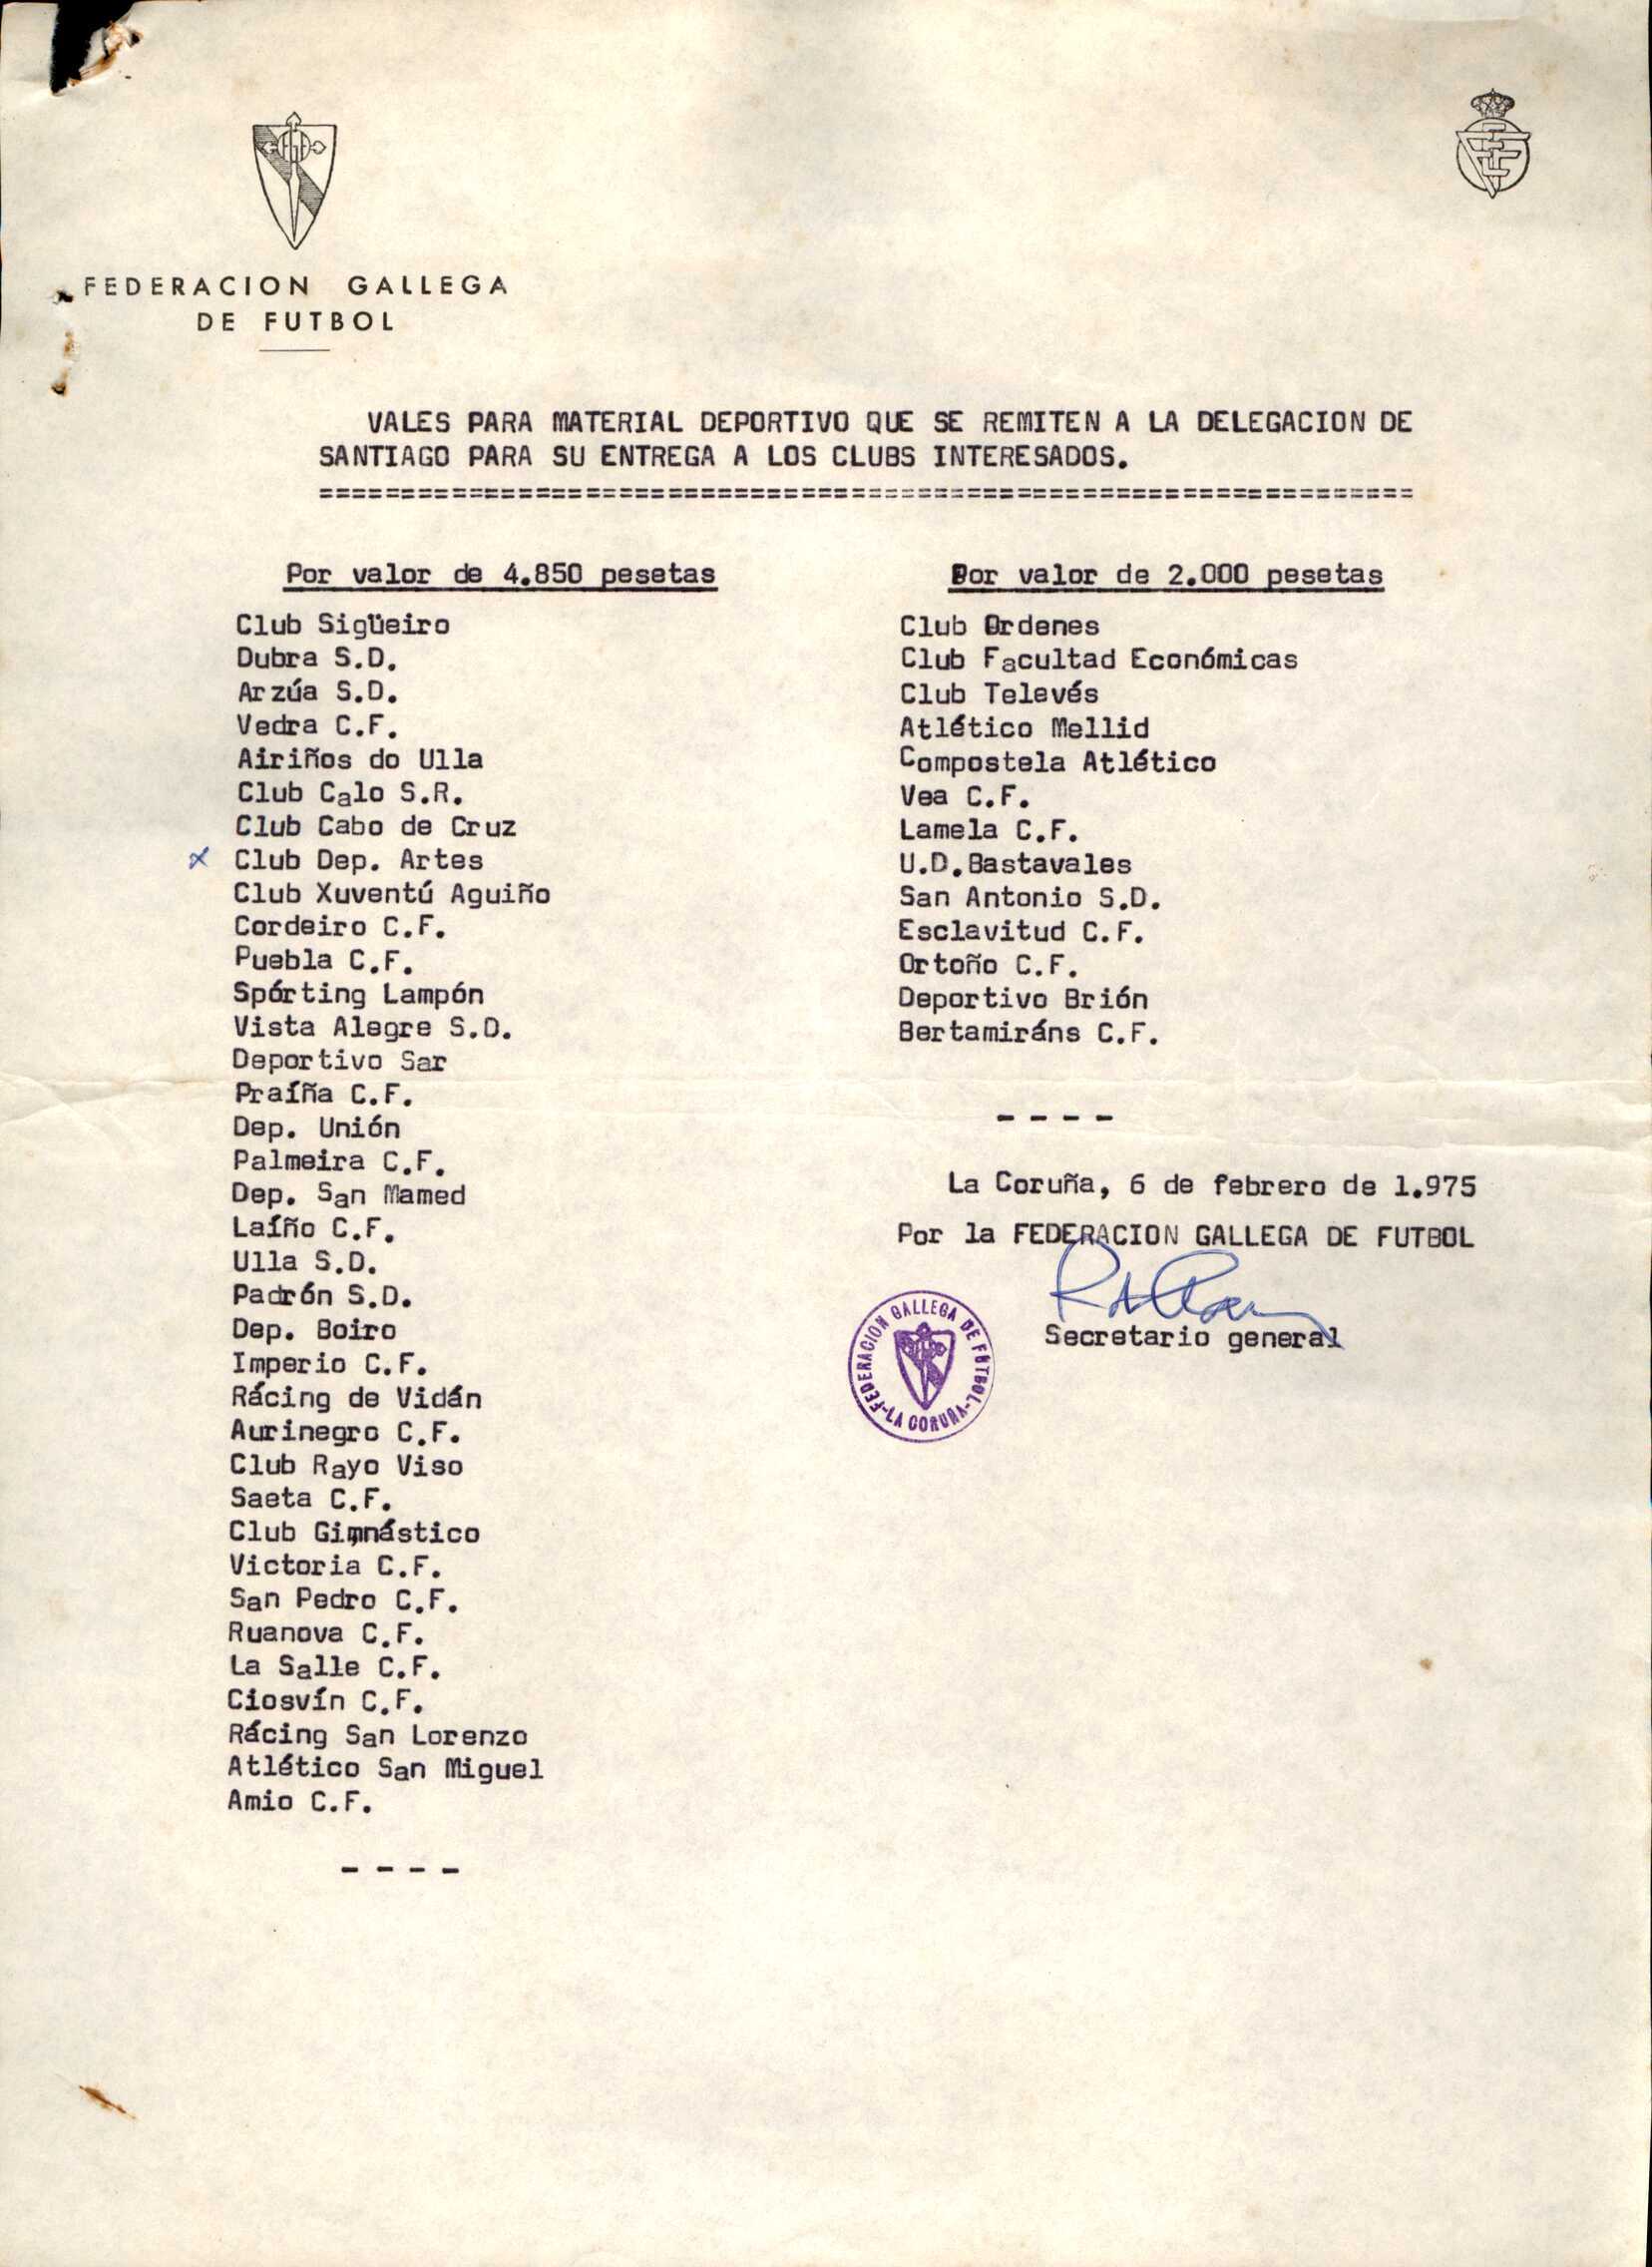 FEDERACION GALLEGA
DE FUTBOL
VALES PARA MATERIAL DEPORTIVO QUE SE REMITEN A LA DELEGACION DE
SANTIAGO PARA SU ENTREGA A LOS CLUBS INTERESADOS.
==================================================================
Por valor de 4.850 pesetas
Club Sigüeiro
Dubra S.D.
Arzúa S.D.
Vedra C.F.
Airiños do Ulla
Club Calo S.R.
Club Cabo de Cruz
x Club Dep. Artes
Club Xuventú Aguiño
Cordeiro C.F.
Puebla C.F.
Spórting Lampón
Vista Alegre S.D.
Deportivo Sar
Praíña C.F.
Dep. Unión
Palmeira C.F.
Dep. San Mamed
Laíño C.F.
Ulla S.D.
Padrón S.D.
Dep. Boiro
Imperio C.F.
Rácing de Vidán
Aurinegro C.F.
Club Rayo Viso
Saeta C.F.
Club Gimnástico
Victoria C.F.
San Pedro C.F.
Ruanova C.F.
La Salle C.F.
Ciosvín C.F.
Rácing San Lorenzo
Atlético San Miguel
Amio C.F.
- - - -
Por valor de 2.000 pesetas
Club Ordenes
Club Facultad Económicas
Club Televés
Atlético Mellid
Compostela Atlético
Vea C.F.
Lamela C.F.
U.D.Bastavales
San Antonio S.D.
Esclavitud C.F.
Ortoño C.F.
Deportivo Brión
Bertamiráns C.F.
- - - -
La Coruña, 6 de febrero de 1.975
Por la FEDERACION GALLEGA DE FUTBOL
Secretario general
FEDERACION GALLEGA DE FUTBOL
-LA CORUÑA-